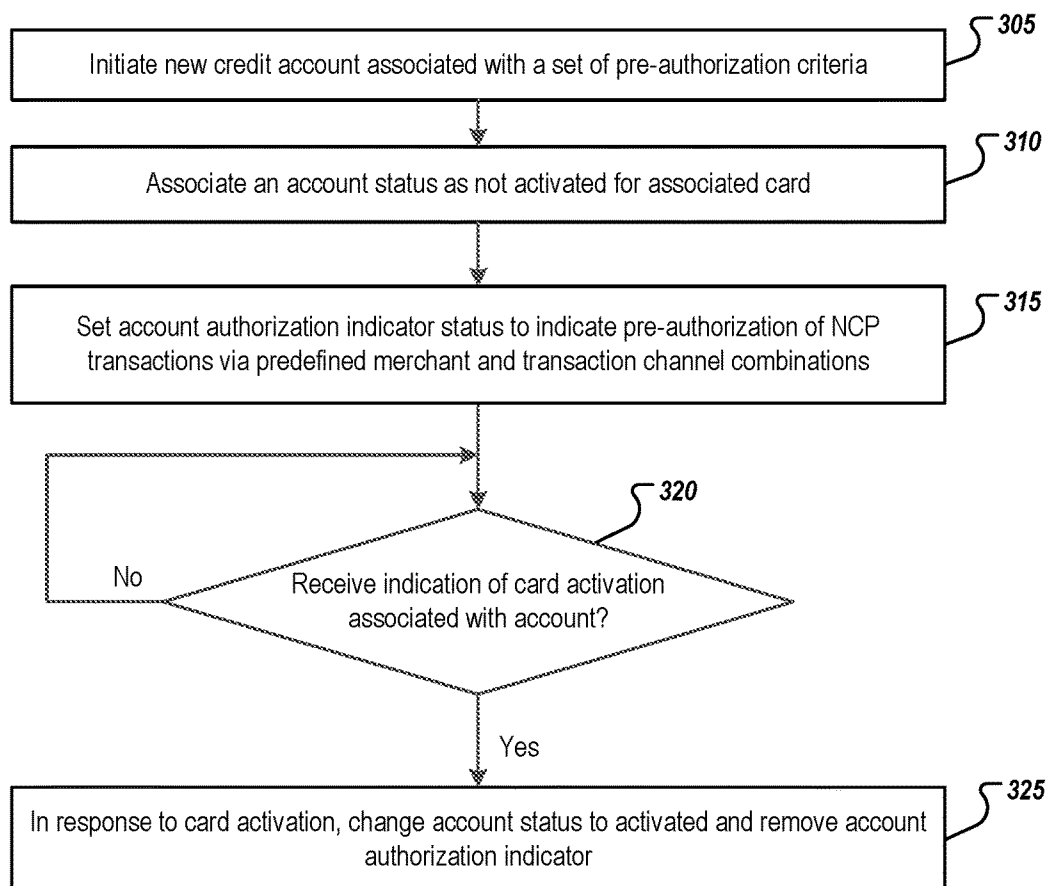 305
Initiate new credit account associated with a set of pre-authorization criteria
310
Associate an account status as not activated for associated card
315
Set account authorization indicator status to indicate pre-authorization of NCP
transactions via predefined merchant and transaction channel combinations
320
No
Receive indication of card activation
associated with account?
Yes
325
In response to card activation, change account status to activated and remove account
authorization indicator